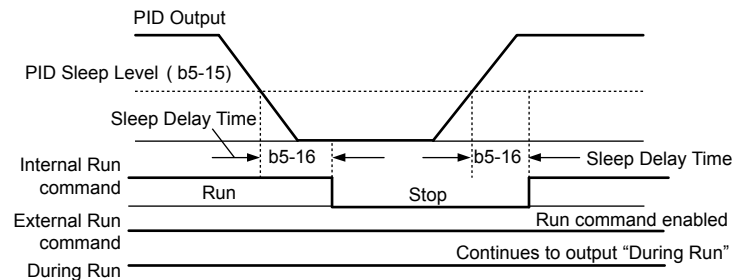 PID Output
PID Sleep Level ( b5-15)
Sleep Delay Time
b5-16
b5-16
Sleep Delay Time
Internal Run
command
Run
Stop
External Run
command
Run command enabled
Continues to output “During Run”
During Run